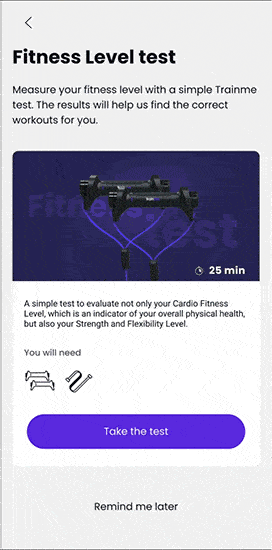 Fitness Level test
Measure your fitness level with a simple Trainme
test. The results will help us find the correct
workouts for you.
Fitness
test
25 min
A simple test to evaluate not only your Cardio Fitness
Level, which is an indicator of your overall physical health,
but also your Strength and Flexibility Level.
You will need
Take the test
Remind me later